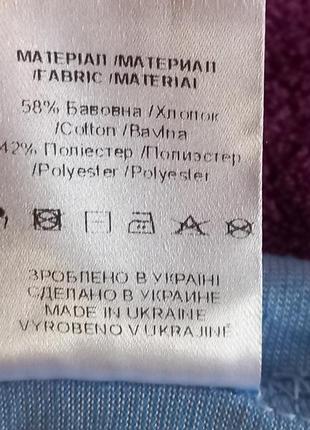 МАТЕРІАЛ /МАТЕРИАЛ
/FABRIC /MATERIAL
58% Бавовна /Хлопок
/Cotton /Bavlna
42% Поліестер /Полиэстер
/Polyester /Polyester
ЗРОБЛЕНО В УКРАЇНІ
СДЕЛАНО В УКРАИНЕ
MADE IN UKRAINE
VYROBENO V UKRAJINĚ